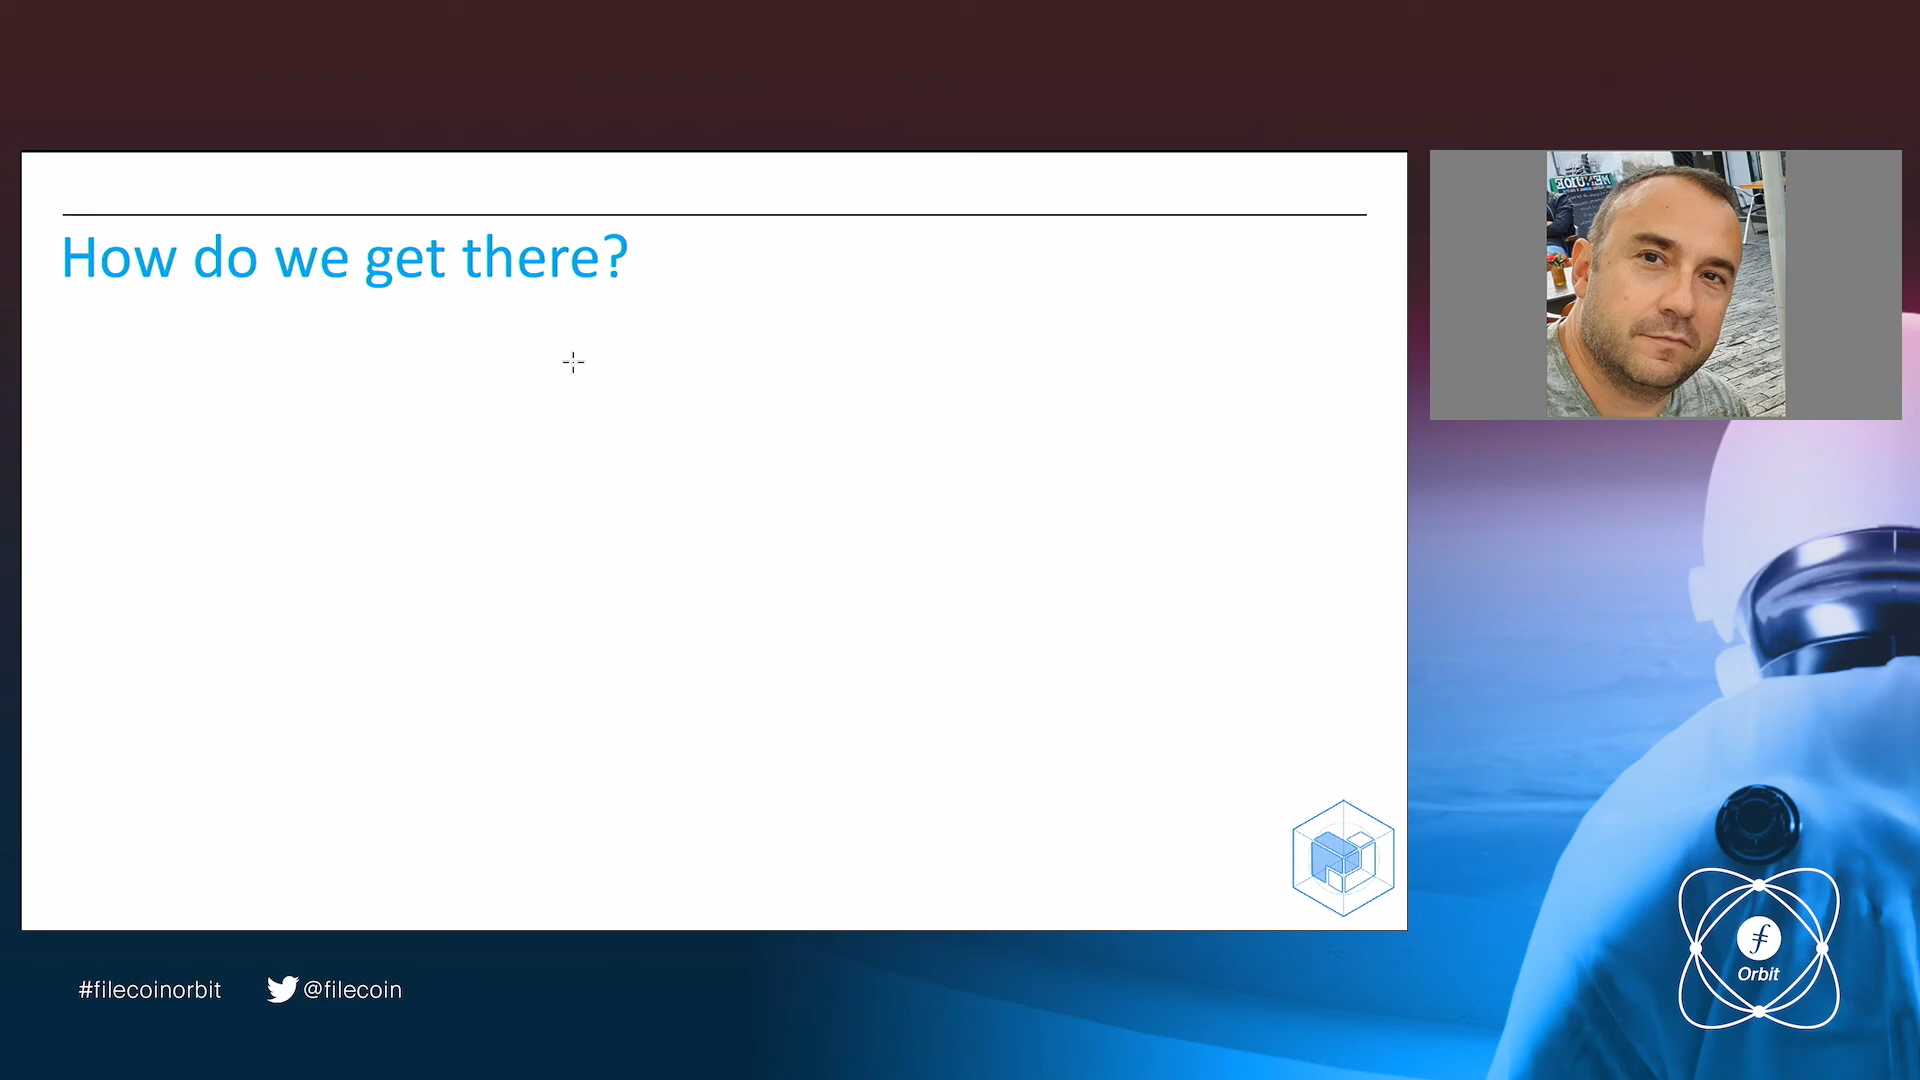 How do we get there?
#filecoinorbit
@filecoin
Orbit